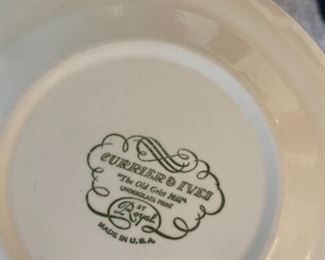 CURRIER & IVES
"The Old Grist Mill"
UNDERGLAZE PRINT
BY
Royal
MADE IN U.S.A.